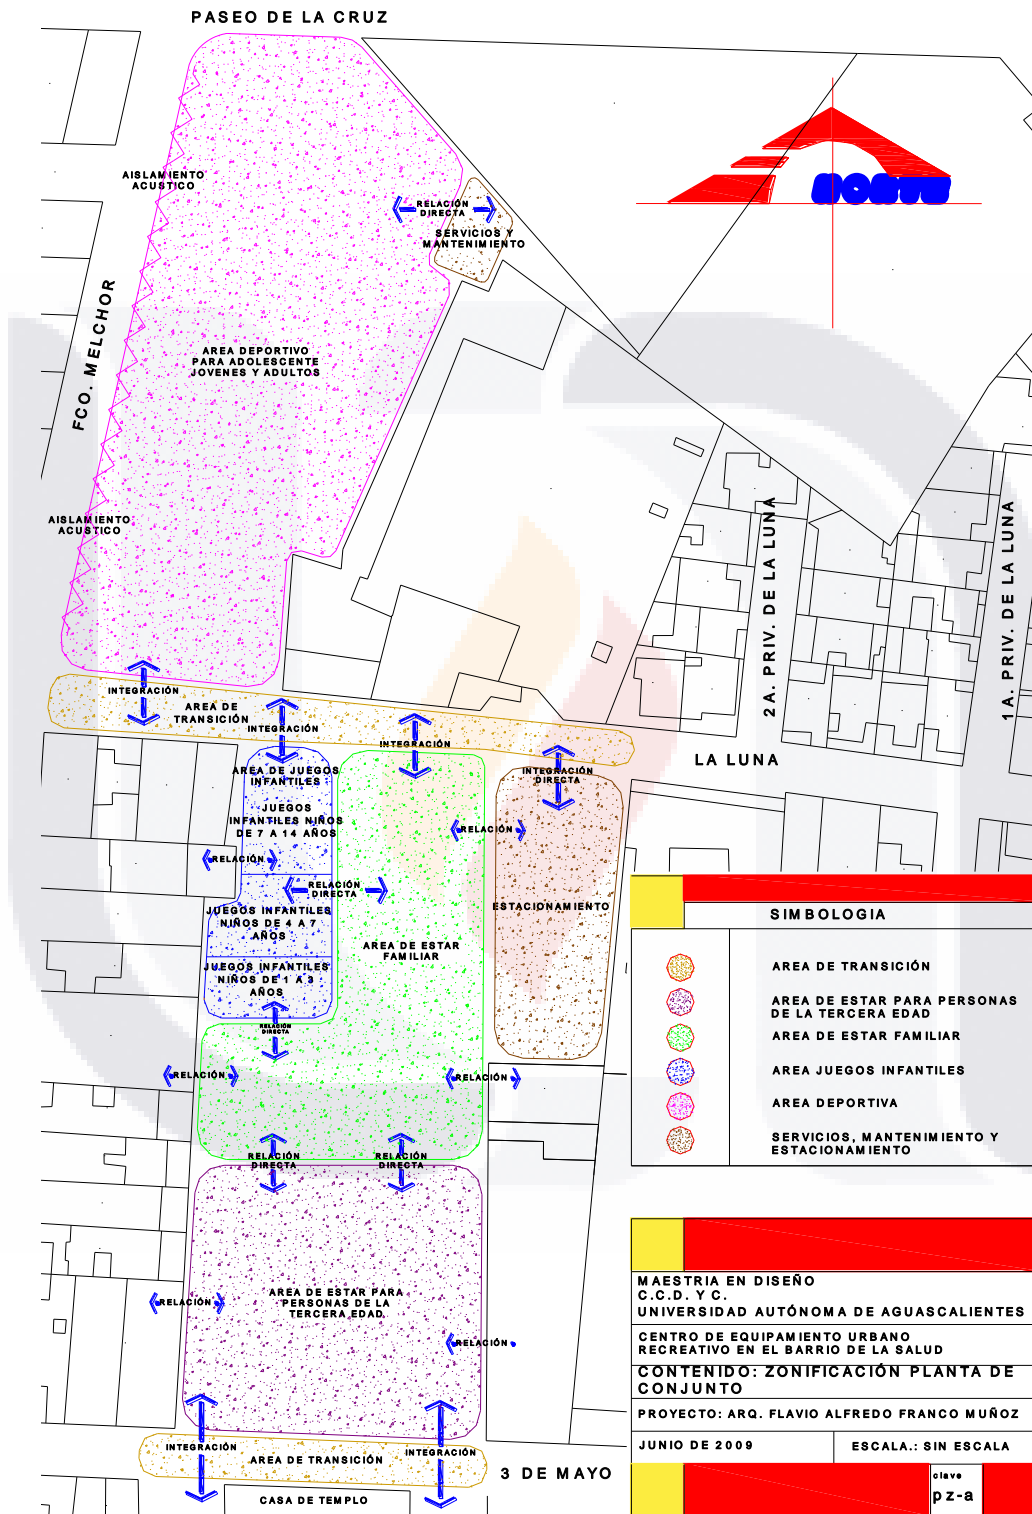 PASEO DE LA CRUZ
AISLAMIENTO
ACUSTICO
RELACIÓN
DIRECTA
SERVICIOS Y
MANTENIMIENTO
NORTE
FCO. MELCHOR
AREA DEPORTIVO
PARA ADOLESCENTE
JOVENES Y ADULTOS
AISLAMIENTO
ACUSTICO
2A. PRIV. DE LA LUNA
1A. PRIV. DE LA LUNA
INTEGRACIÓN
AREA DE
TRANSICIÓN
INTEGRACIÓN
INTEGRACIÓN
LA LUNA
AREA DE JUEGOS
INFANTILES
INTEGRACIÓN
DIRECTA
JUEGOS
INFANTILES NIÑOS
DE 7 A 14 AÑOS
RELACIÓN
RELACIÓN
RELACIÓN
DIRECTA
JUEGOS INFANTILES
NIÑOS DE 4 A 7
AÑOS
ESTACIONAMIENTO
AREA DE ESTAR
FAMILIAR
JUEGOS INFANTILES
NIÑOS DE 1 A 3
AÑOS
RELACIÓN
DIRECTA
RELACIÓN
RELACIÓN
RELACIÓN
DIRECTA
RELACIÓN
DIRECTA
AREA DE ESTAR PARA
PERSONAS DE LA
TERCERA EDAD.
RELACIÓN
RELACIÓN
INTEGRACIÓN
INTEGRACIÓN
AREA DE TRANSICIÓN
3 DE MAYO
CASA DE TEMPLO
SIMBOLOGIA
AREA DE TRANSICIÓN
AREA DE ESTAR PARA PERSONAS
DE LA TERCERA EDAD
AREA DE ESTAR FAMILIAR
AREA JUEGOS INFANTILES
AREA DEPORTIVA
SERVICIOS, MANTENIMIENTO Y
ESTACIONAMIENTO
MAESTRIA EN DISEÑO
C.C.D. Y C.
UNIVERSIDAD AUTÓNOMA DE AGUASCALIENTES
CENTRO DE EQUIPAMIENTO URBANO
RECREATIVO EN EL BARRIO DE LA SALUD
CONTENIDO: ZONIFICACIÓN PLANTA DE
CONJUNTO
PROYECTO: ARQ. FLAVIO ALFREDO FRANCO MUÑOZ
JUNIO DE 2009
ESCALA.: SIN ESCALA
clave
pz-a